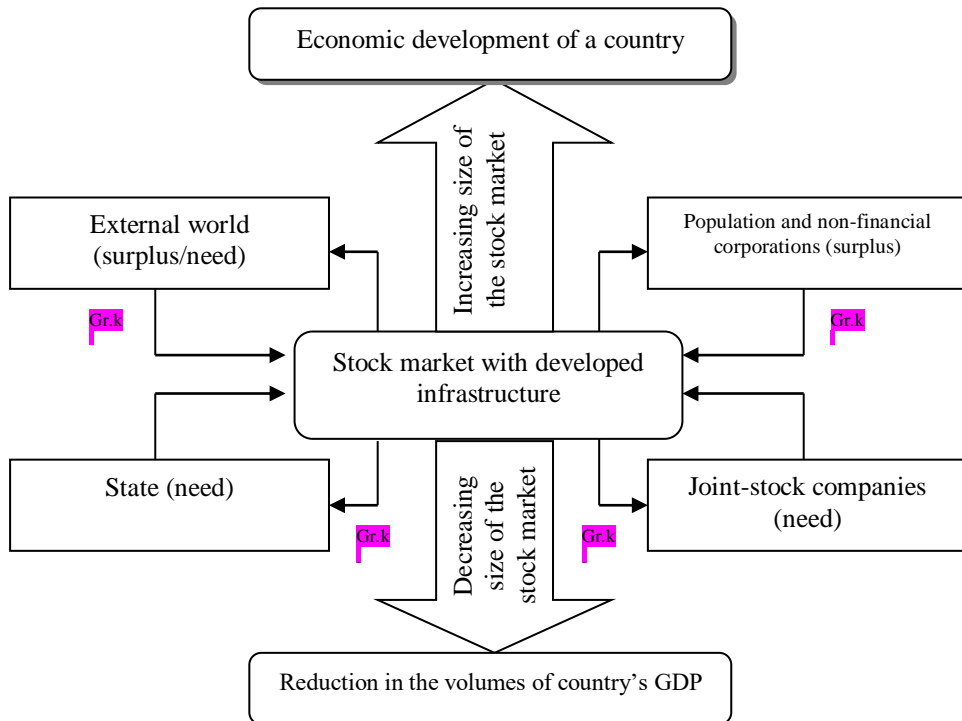 Economic development of a country
Increasing size of
the stock market
External world
(surplus/need)
Population and non-financial
corporations (surplus)
Gr.k
Gr.k
Stock market with developed
infrastructure
State (need)
Joint-stock companies
(need)
Decreasing
size of the
stock market
Gr.k
Gr.k
Reduction in the volumes of country’s GDP